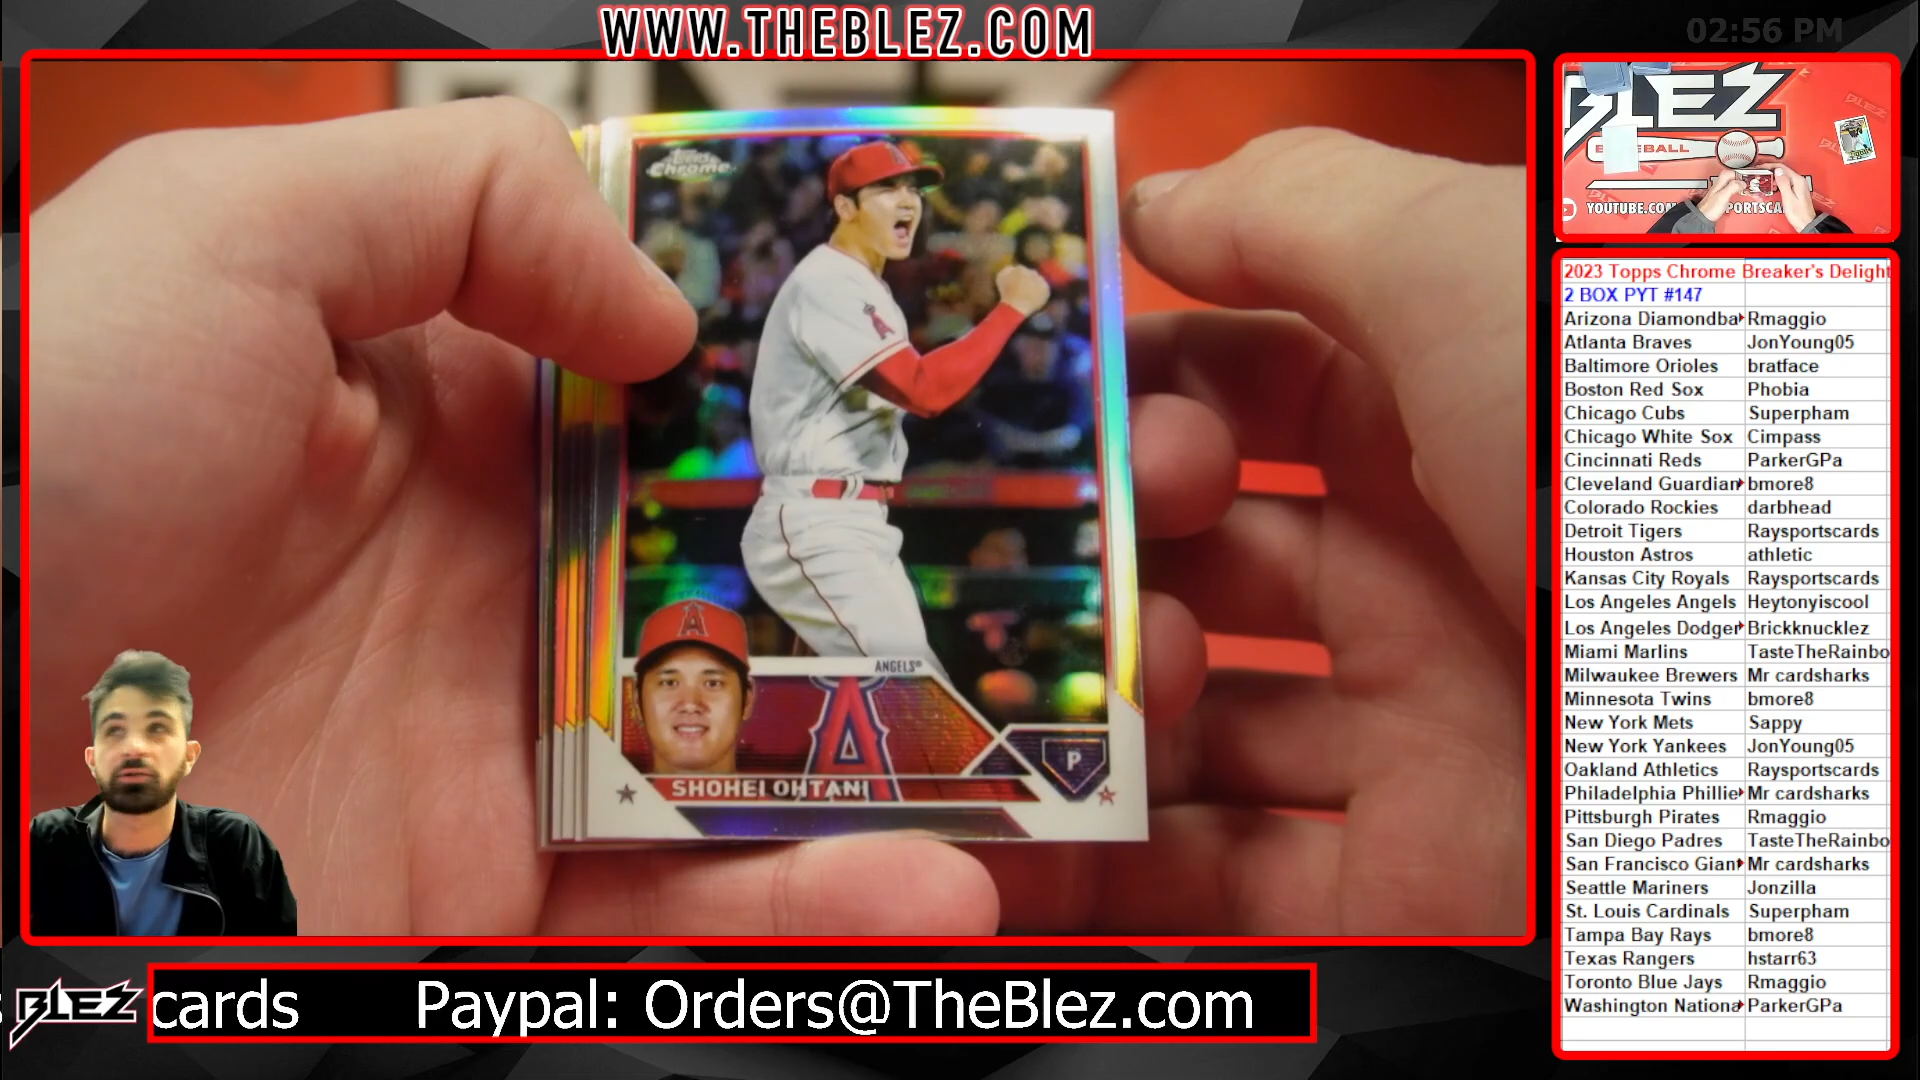 WWW.THEBLEZ.COM
02:56 PM
Topps
Chrome
ANGELS
P
SHOHEI OHTANI
BLEZ
BASEBALL
YOUTUBE.COM
PORTSCA
2023 Topps Chrome Breaker's Delight
2 BOX PYT #147
Arizona Diamondba Rmaggio
Atlanta Braves JonYoung05
Baltimore Orioles bratface
Boston Red Sox Phobia
Chicago Cubs Superpham
Chicago White Sox Cimpass
Cincinnati Reds ParkerGPa
Cleveland Guardian bmore8
Colorado Rockies darbhead
Detroit Tigers Raysportscards
Houston Astros athletic
Kansas City Royals Raysportscards
Los Angeles Angels Heytonyiscool
Los Angeles Dodger Brickknucklez
Miami Marlins TasteTheRainbo
Milwaukee Brewers Mr cardsharks
Minnesota Twins bmore8
New York Mets Sappy
New York Yankees JonYoung05
Oakland Athletics Raysportscards
Philadelphia Phillie Mr cardsharks
Pittsburgh Pirates Rmaggio
San Diego Padres TasteTheRainbo
San Francisco Giant Mr cardsharks
Seattle Mariners Jonzilla
St. Louis Cardinals Superpham
Tampa Bay Rays bmore8
Texas Rangers hstarr63
Toronto Blue Jays Rmaggio
Washington Nationa ParkerGPa
BLEZ cards Paypal: Orders@TheBlez.com